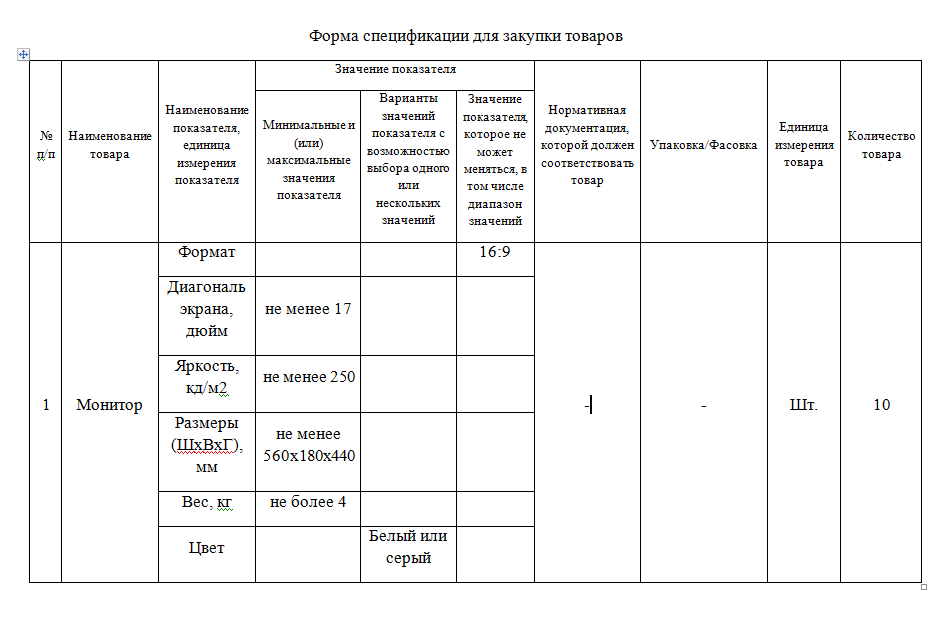 Форма спецификации для закупки товаров
№
п/п
Наименование
товара
Наименование
показателя,
единица
измерения
показателя
Значение показателя
Минимальные и
(или)
максимальные
значения
показателя
Варианты
значений
показателя с
возможностью
выбора одного
или
нескольких
значений
Значение
показателя,
которое не
может
меняться, в
том числе
диапазон
значений
Нормативная
документация,
которой должен
соответствовать
товар
Упаковка/Фасовка
Единица
измерения
товара
Количество
товара
1
Монитор
Формат
16:9
Диагональ
экрана,
дюйм
не менее 17
Яркость,
кд/м2
не менее 250
Размеры
(ШхВхГ),
мм
не менее
560х180х440
Вес, кг
не более 4
Цвет
Белый или
серый
-
-
Шт.
10